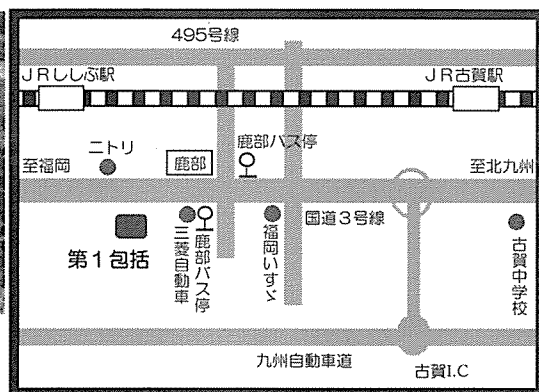 495号線
JRししぶ駅
JR古賀駅
鹿部バス停
ニトリ
鹿部
至福岡
至北九州
国道3号線
第1包括
三菱自動車
鹿部バス停
福岡いすゞ
古賀中学校
九州自動車道
古賀I.C